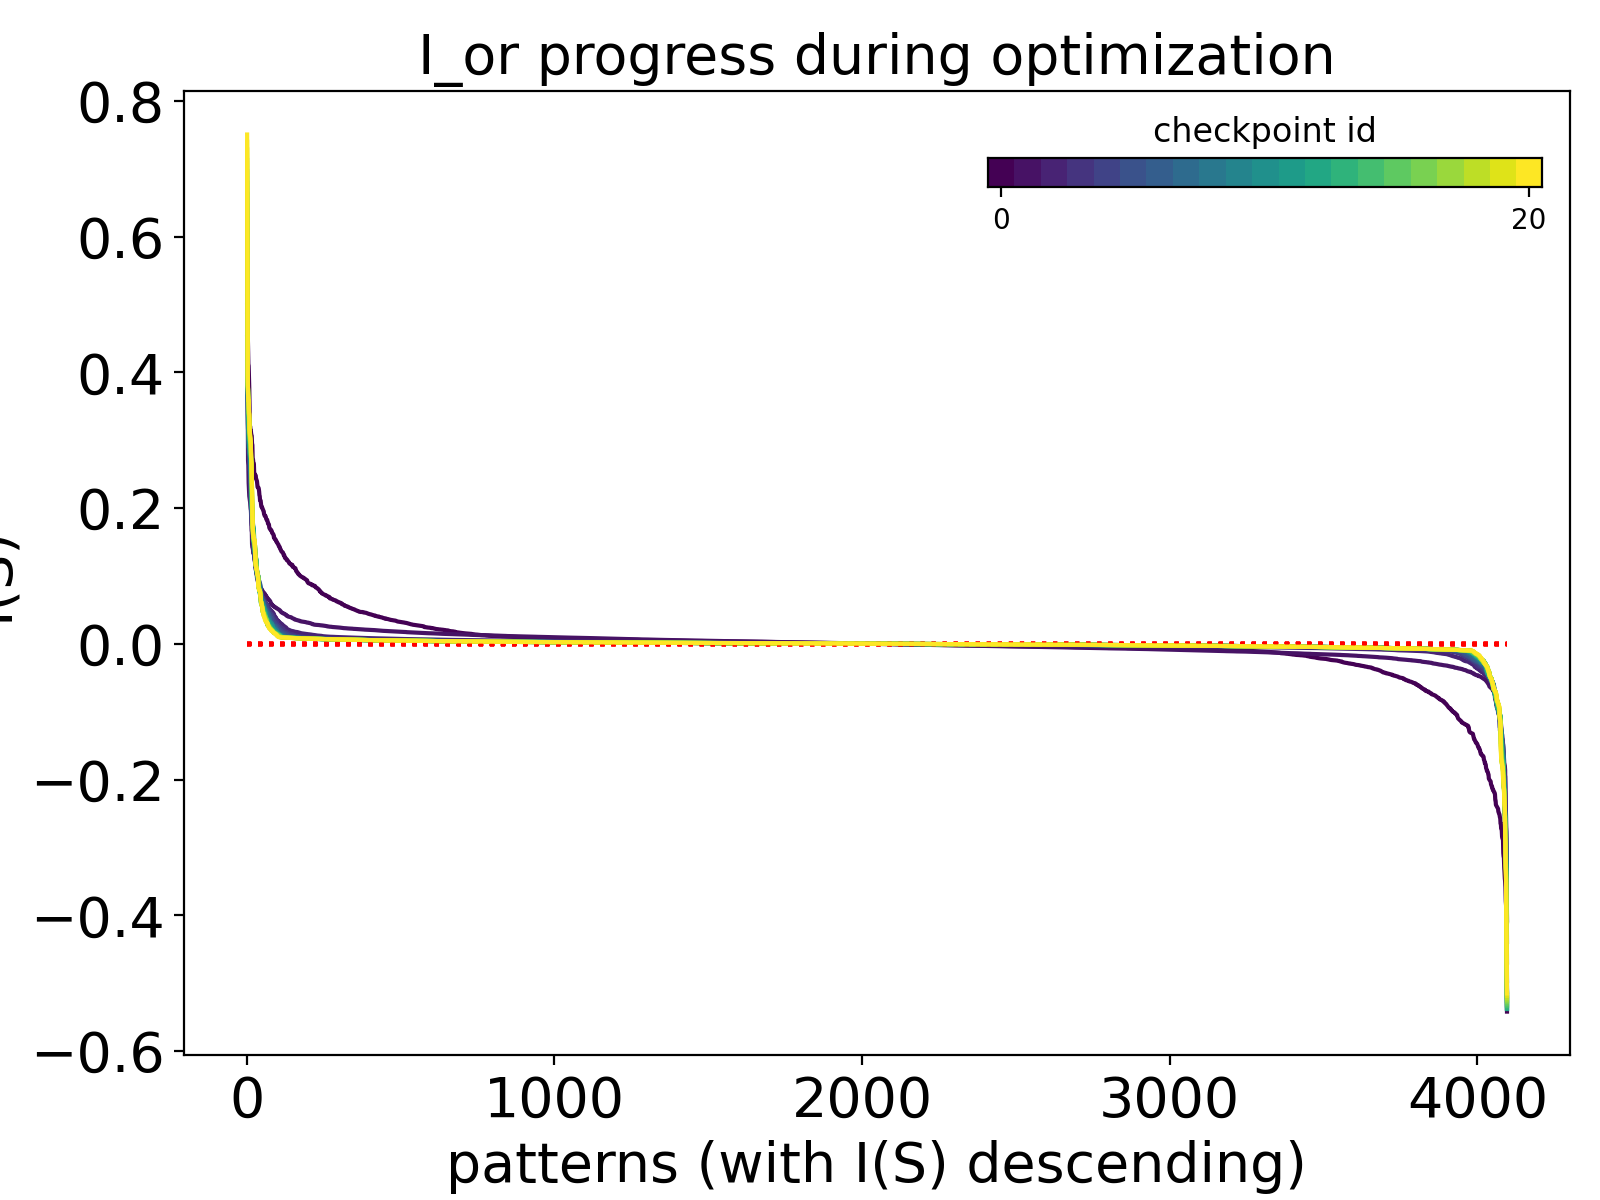 I_or progress during optimization
checkpoint id
0 20
0.8
0.6
0.4
0.2
0.0
−0.2
−0.4
−0.6
0 1000 2000 3000 4000
patterns (with I(S) descending)